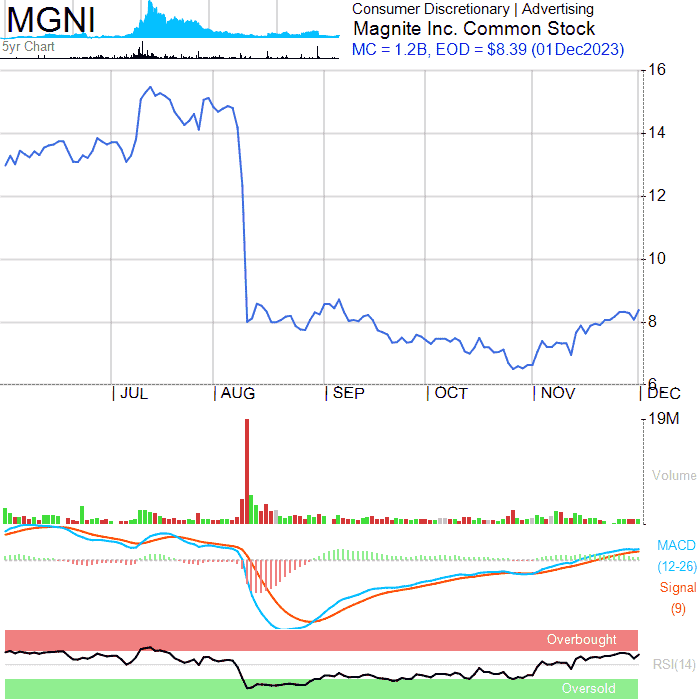 MGNI
Consumer Discretionary | Advertising
Magnite Inc. Common Stock
MC = 1.2B, EOD = $8.39 (01Dec2023)
5yr Chart
16
14
12
10
8
6
| JUL | AUG | SEP | OCT | NOV | DEC
19M
Volume
MACD
(12-26)
Signal
(9)
Overbought
RSI(14)
Oversold